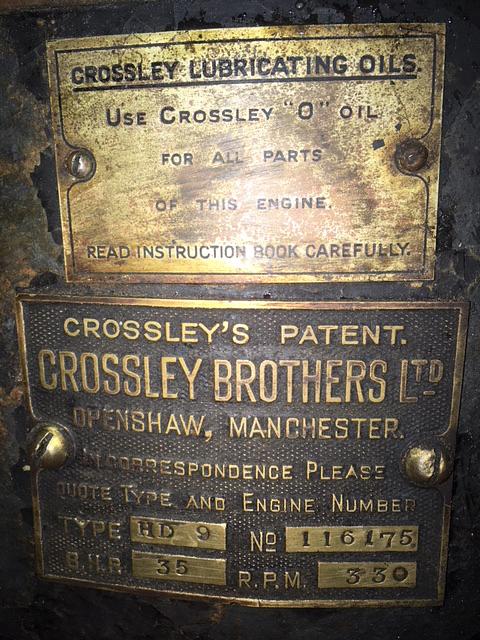 CROSSLEY LUBRICATING OILS.
USE CROSSLEY "O" OIL
FOR ALL PARTS
OF THIS ENGINE.
READ INSTRUCTION BOOK CAREFULLY.
CROSSLEY'S PATENT.
CROSSLEY BROTHERS LTD
OPENSHAW, MANCHESTER.
IN CORRESPONDENCE PLEASE
QUOTE TYPE AND ENGINE NUMBER
TYPE HD 9 No 116175
B.H.P. 35 R.P.M. 330